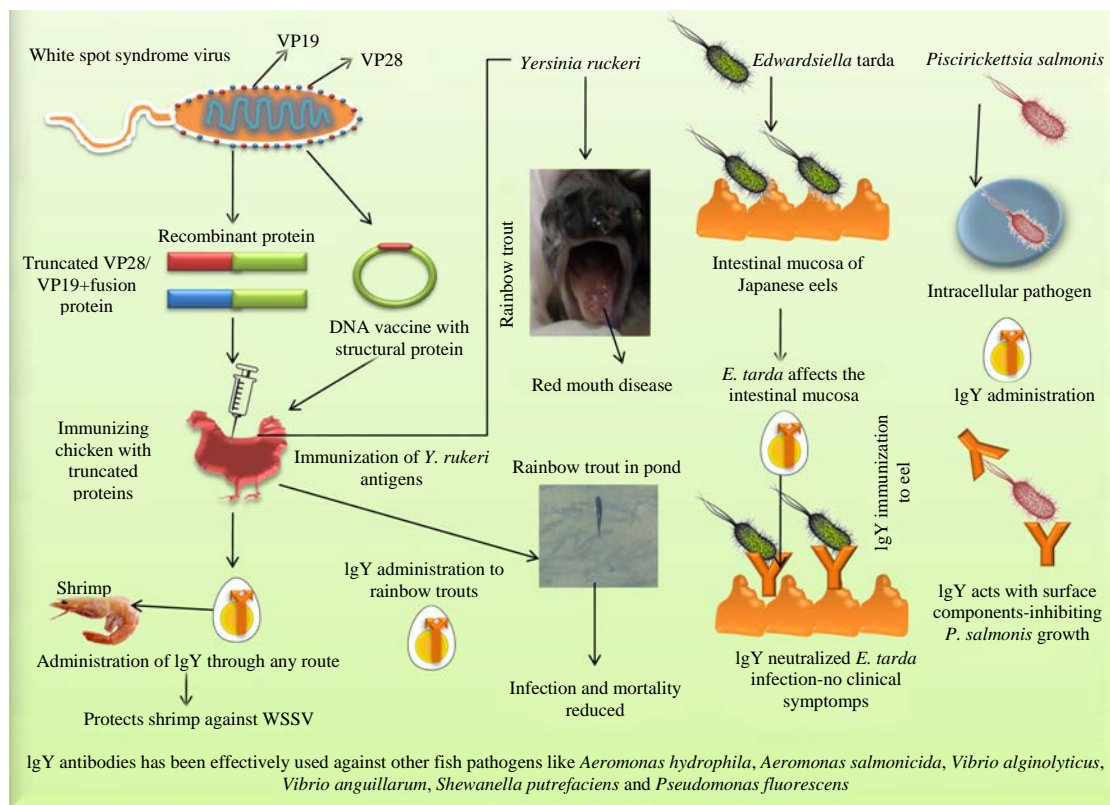 White spot syndrome virus
VP19
VP28
Recombinant protein
Truncated VP28/
VP19+fusion
protein
DNA vaccine with
structural protein
Immunizing
chicken with
truncated
proteins
Immunization of Y. rukeri
antigens
Shrimp
Administration of lgY through any route
Protects shrimp against WSSV
Yersinia ruckeri
Rainbow trout
Red mouth disease
Rainbow trout in pond
lgY administration to
rainbow trouts
Infection and mortality
reduced
Edwardsiella tarda
Intestinal mucosa of
Japanese eels
E. tarda affects the
intestinal mucosa
lgY immunization
to eel
lgY neutralized E. tarda
infection-no clinical
symptomps
Piscirickettsia salmonis
Intracellular pathogen
lgY administration
lgY acts with surface
components-inhibiting
P. salmonis growth
lgY antibodies has been effectively used against other fish pathogens like Aeromonas hydrophila, Aeromonas salmonicida, Vibrio alginolyticus,
Vibrio anguillarum, Shewanella putrefaciens and Pseudomonas fluorescens